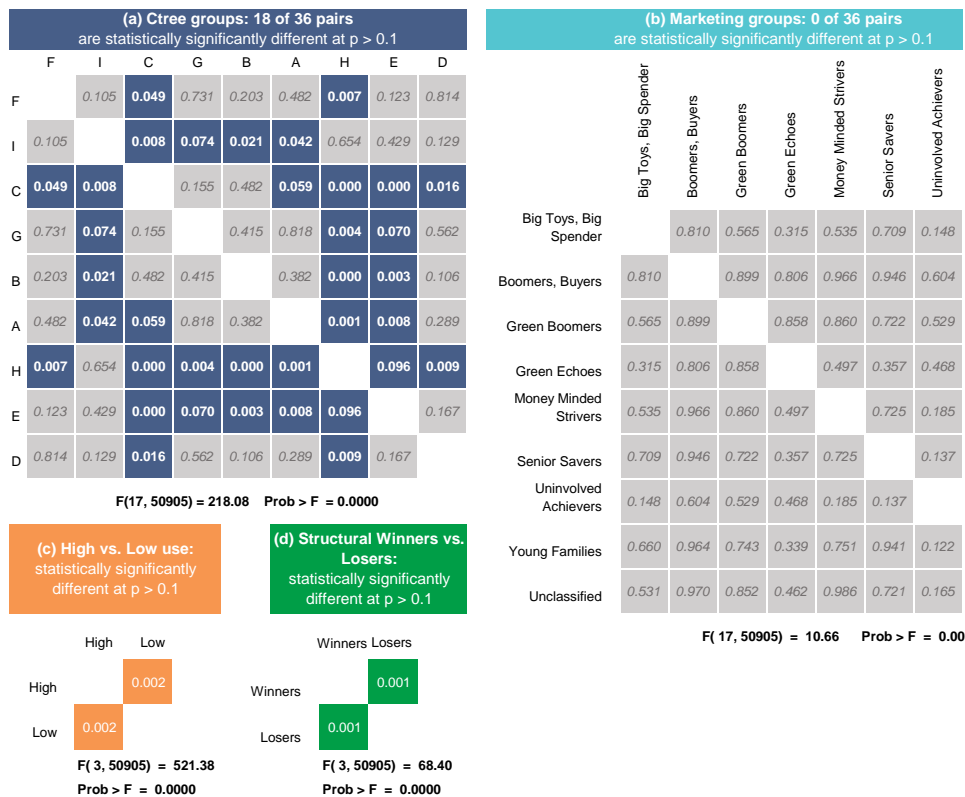 (a) Ctree groups: 18 of 36 pairs
are statistically significantly different at p > 0.1
F I C G B A H E D
F 0.105 0.049 0.731 0.203 0.482 0.007 0.123 0.814
I 0.105 0.008 0.074 0.021 0.042 0.654 0.429 0.129
C 0.049 0.008 0.155 0.482 0.059 0.000 0.000 0.016
G 0.731 0.074 0.155 0.415 0.818 0.004 0.070 0.562
B 0.203 0.021 0.482 0.415 0.382 0.000 0.003 0.106
A 0.482 0.042 0.059 0.818 0.382 0.001 0.008 0.289
H 0.007 0.654 0.000 0.004 0.000 0.001 0.096 0.009
E 0.123 0.429 0.000 0.070 0.003 0.008 0.096 0.167
D 0.814 0.129 0.016 0.562 0.106 0.289 0.009 0.167
F(17, 50905) = 218.08 Prob > F = 0.0000
(b) Marketing groups: 0 of 36 pairs
are statistically significantly different at p > 0.1
Big Toys, Big Spender
Boomers, Buyers
Green Boomers
Green Echoes
Money Minded Strivers
Senior Savers
Uninvolved Achievers
Big Toys, Big
Spender 0.810 0.565 0.315 0.535 0.709 0.148
Boomers, Buyers 0.810 0.899 0.806 0.966 0.946 0.604
Green Boomers 0.565 0.899 0.858 0.860 0.722 0.529
Green Echoes 0.315 0.806 0.858 0.497 0.357 0.468
Money Minded
Strivers 0.535 0.966 0.860 0.497 0.725 0.185
Senior Savers 0.709 0.946 0.722 0.357 0.725 0.137
Uninvolved
Achievers 0.148 0.604 0.529 0.468 0.185 0.137
Young Families 0.660 0.964 0.743 0.339 0.751 0.941 0.122
Unclassified 0.531 0.970 0.852 0.462 0.986 0.721 0.165
F( 17, 50905) = 10.66 Prob > F = 0.00
(c) High vs. Low use:
statistically significantly
different at p > 0.1
High Low
High 0.002
Low 0.002
F( 3, 50905) = 521.38
Prob > F = 0.0000
(d) Structural Winners vs.
Losers:
statistically significantly
different at p > 0.1
Winners Losers
Winners 0.001
Losers 0.001
F( 3, 50905) = 68.40
Prob > F = 0.0000